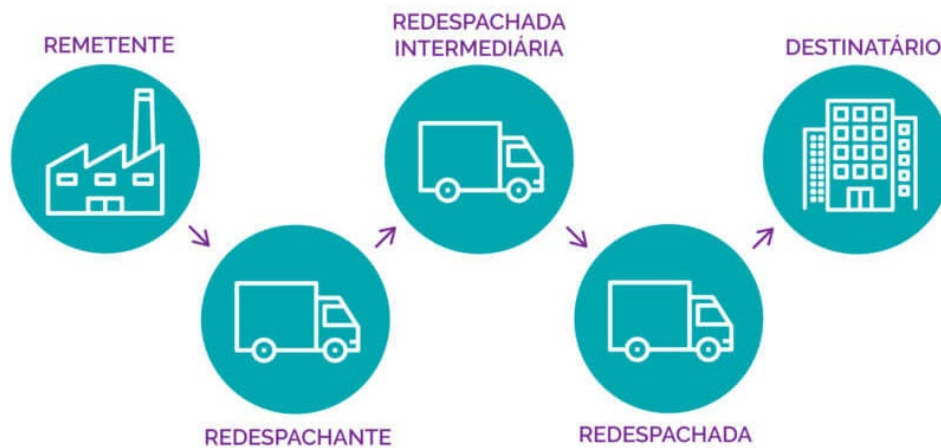 REMETENTE
REDESPACHADA
INTERMEDIÁRIA
DESTINATÁRIO
REDESPACHANTE
REDESPACHADA